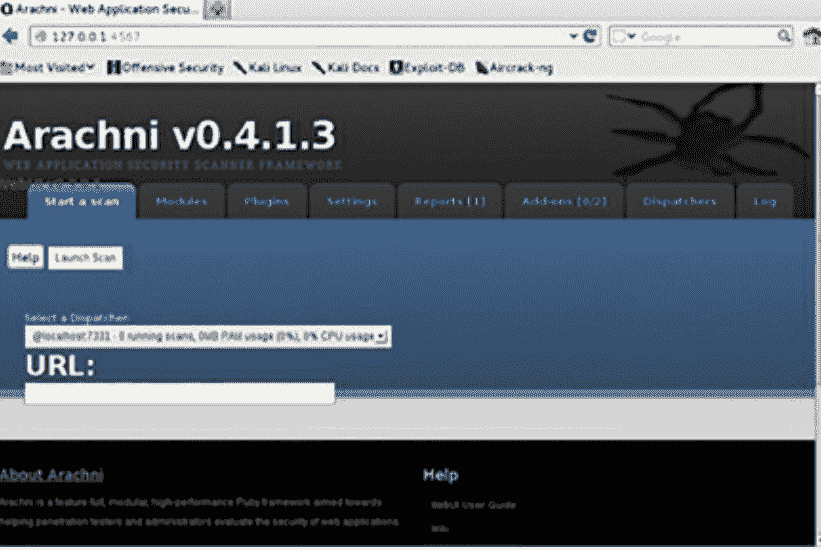 Arachni - Web Application Secu...
127.0.0.1:4567
Google
Most Visited
Offensive Security
Kali Linux
Kali Docs
Exploit-DB
Aircrack-ng
Arachni v0.4.1.3
WEB APPLICATION SECURITY SCANNER FRAMEWORK
Start a scan
Modules
Plugins
Settings
Reports [1]
Add-ons [0/2]
Dispatchers
Log
Help
Launch Scan
Select a Dispatcher:
@localhost:7331 - 0 running scans, 0MB RAM usage (0%), 0% CPU usage
URL:
About Arachni
Arachni is a feature full, modular, high-performance Ruby framework aimed towards
helping penetration testers and administrators evaluate the security of web applications
Help
WebUI User Guide
Wiki